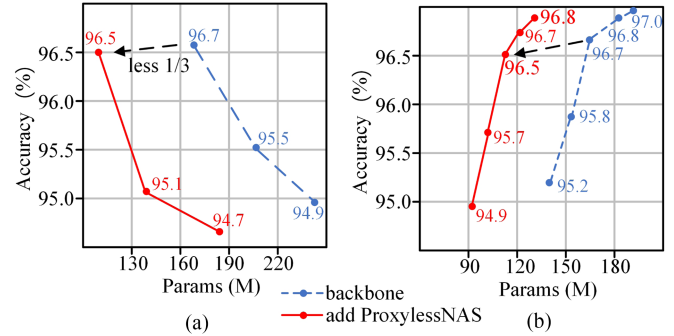 96.5
96.7
less 1/3
95.5
95.1
94.9
94.7
96.5
96.0
95.5
95.0
Accuracy (%)
130 160 190 220
Params (M)
(a)
96.8
96.7
97.0
96.8
96.7
96.5
95.8
95.7
95.2
94.9
96.5
96.0
95.5
95.0
Accuracy (%)
90 120 150 180
Params (M)
(b)
backbone
add ProxylessNAS